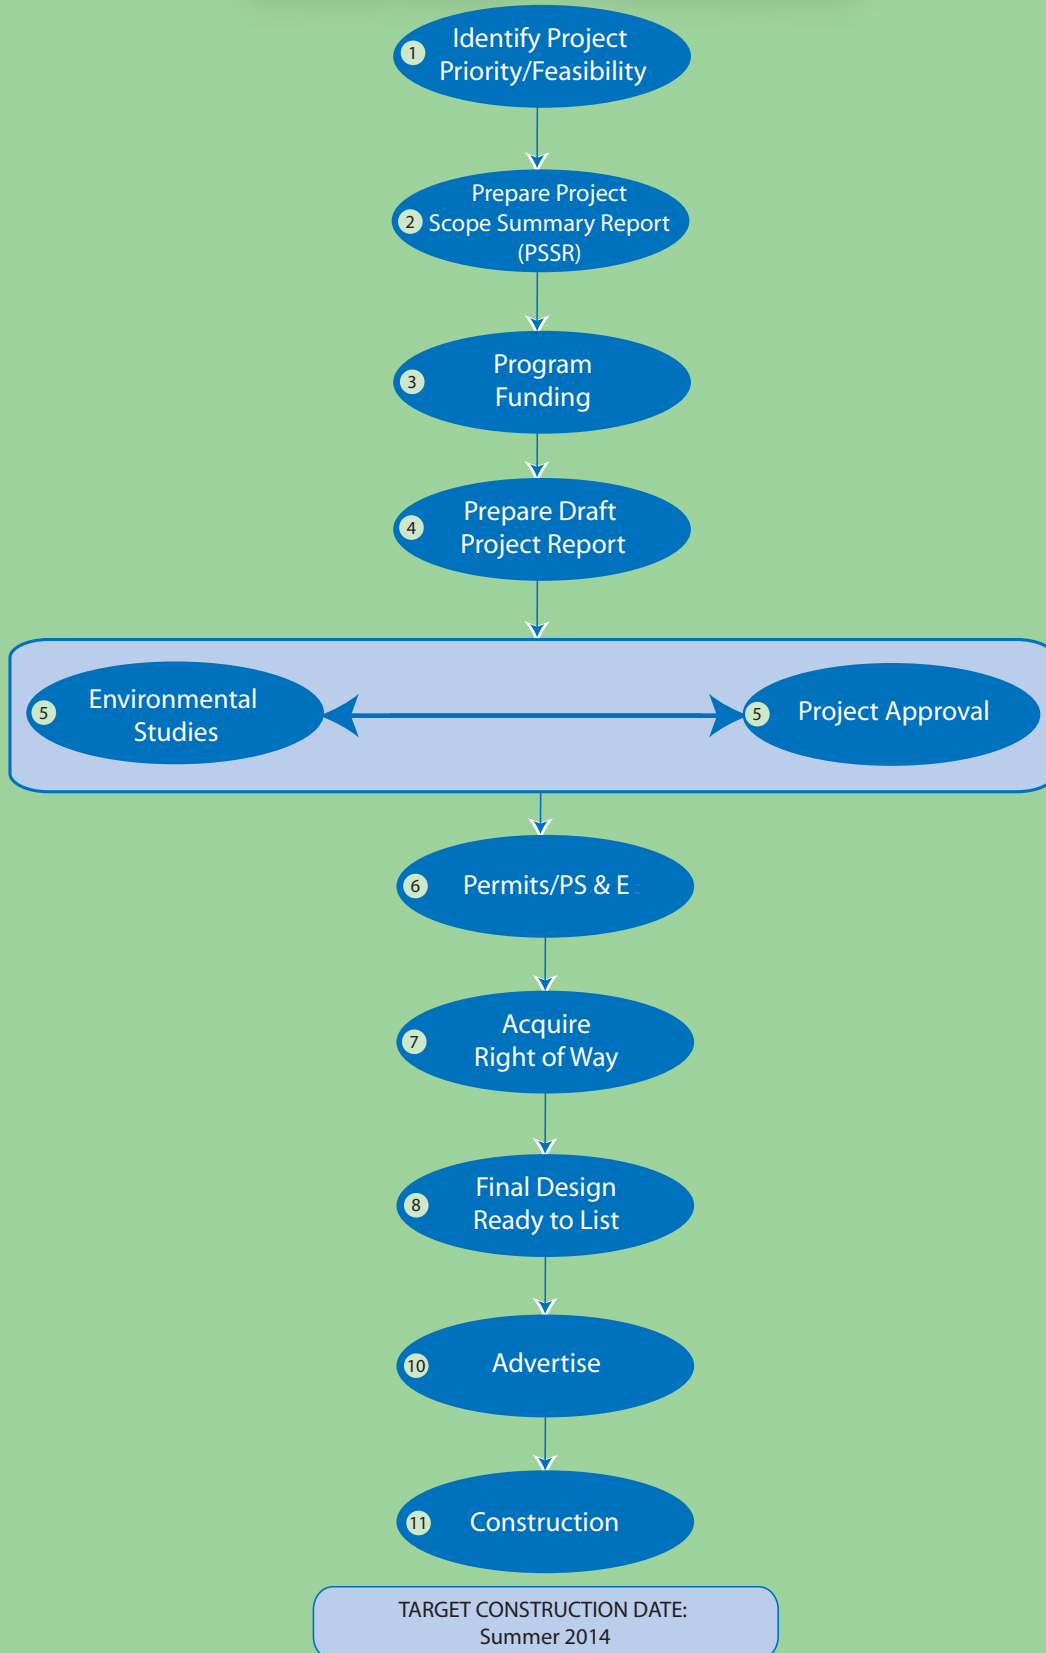 1
Identify Project
Priority/Feasibility
2
Prepare Project
Scope Summary Report
(PSSR)
3
Program
Funding
4
Prepare Draft
Project Report
5
Environmental
Studies
5
Project Approval
6
Permits/PS & E
7
Acquire
Right of Way
8
Final Design
Ready to List
10
Advertise
11
Construction
TARGET CONSTRUCTION DATE:
Summer 2014